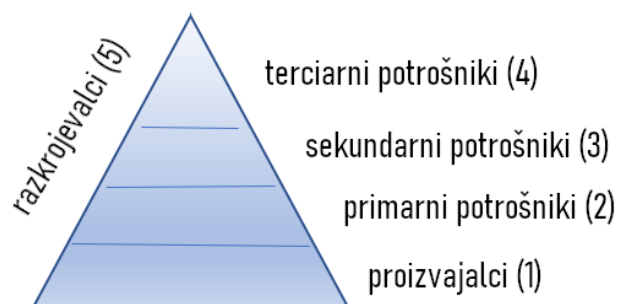 razkrojevalci (5)
terciarni potrošniki (4)
sekundarni potrošniki (3)
primarni potrošniki (2)
proizvajalci (1)